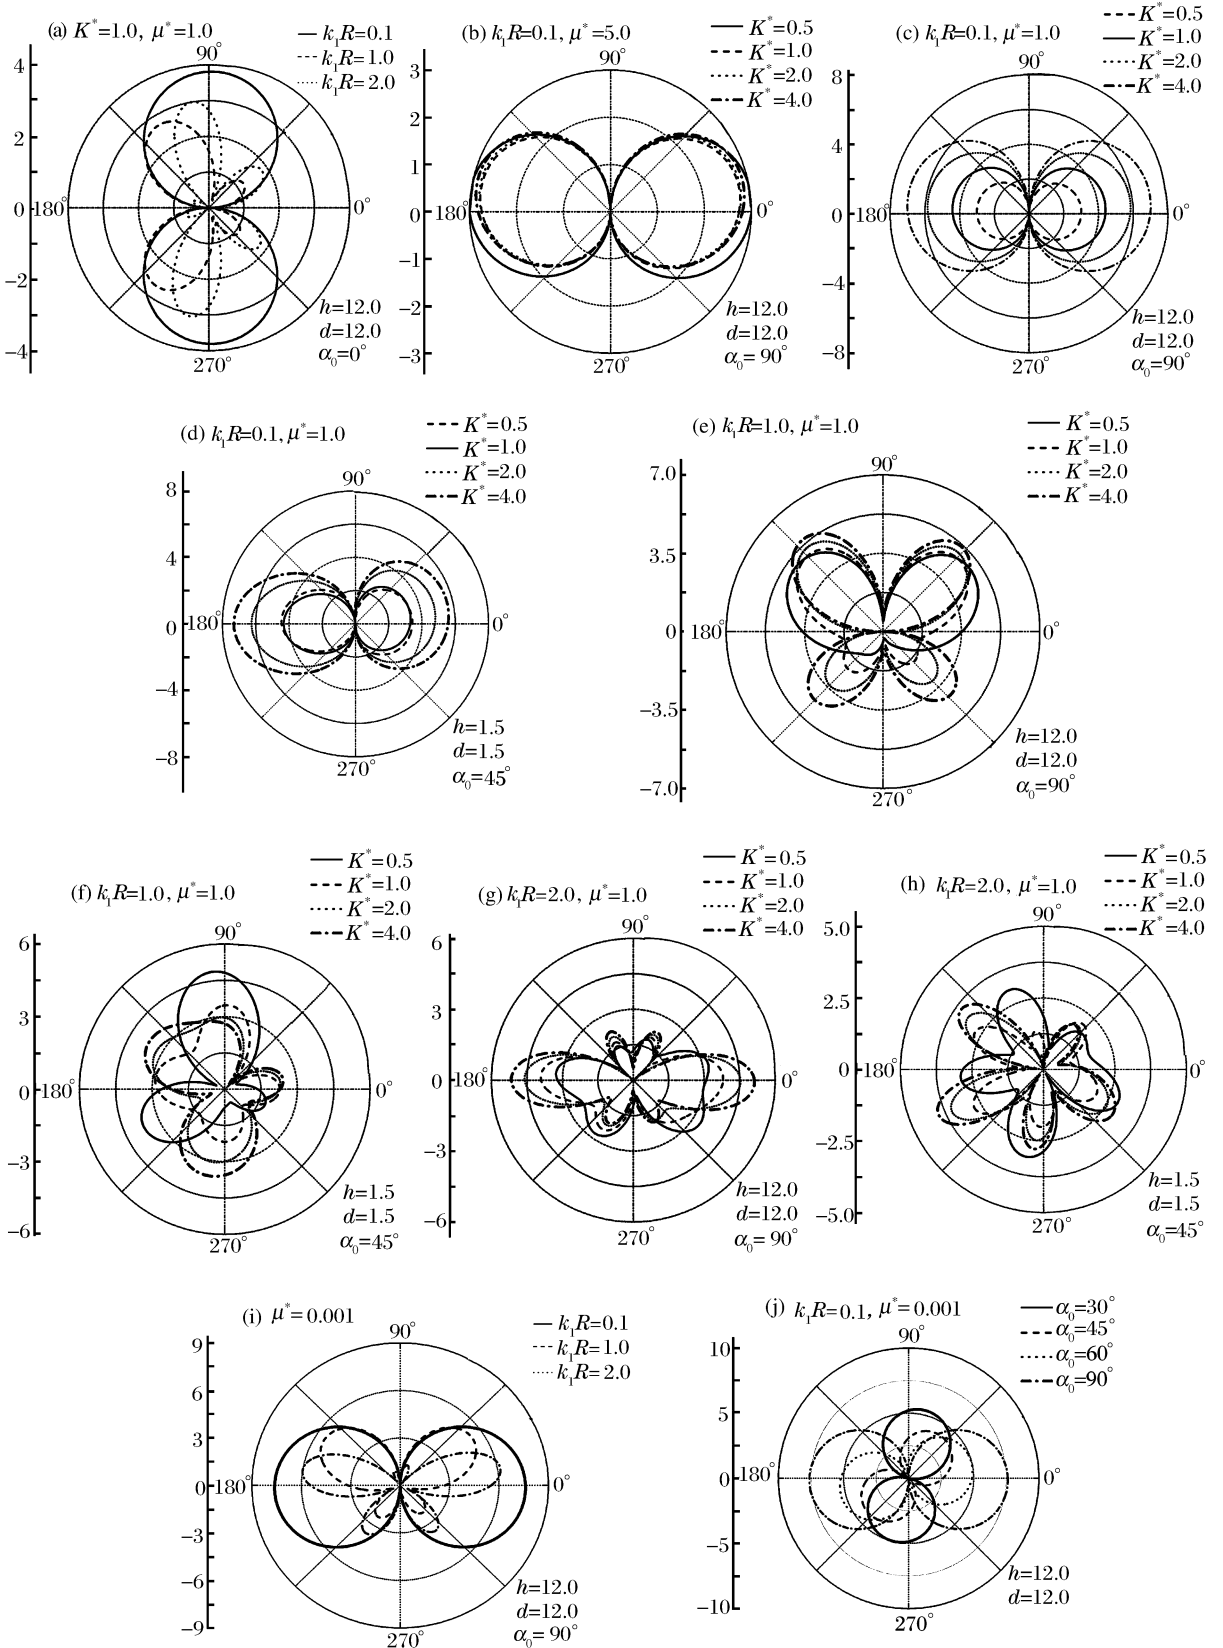 (a) K*=1.0, μ*=1.0
k₁R=0.1
k₁R=1.0
k₁R=2.0
90°
4
2
0
−2
−4
180°
0°
270°
h=12.0
d=12.0
α₀=0°
(b) k₁R=0.1, μ*=5.0
K*=0.5
K*=1.0
K*=2.0
K*=4.0
90°
3
2
1
0
−1
−2
−3
180°
0°
270°
h=12.0
d=12.0
α₀=90°
(c) k₁R=0.1, μ*=1.0
K*=0.5
K*=1.0
K*=2.0
K*=4.0
90°
8
4
0
−4
−8
180°
0°
270°
h=12.0
d=12.0
α₀=90°
(d) k₁R=0.1, μ*=1.0
K*=0.5
K*=1.0
K*=2.0
K*=4.0
90°
8
4
0
−4
−8
180°
0°
270°
h=1.5
d=1.5
α₀=45°
(e) k₁R=1.0, μ*=1.0
K*=0.5
K*=1.0
K*=2.0
K*=4.0
90°
7.0
3.5
0
−3.5
−7.0
180°
0°
270°
h=12.0
d=12.0
α₀=90°
(f) k₁R=1.0, μ*=1.0
K*=0.5
K*=1.0
K*=2.0
K*=4.0
90°
6
3
0
−3
−6
180°
0°
270°
h=1.5
d=1.5
α₀=45°
(g) k₁R=2.0, μ*=1.0
K*=0.5
K*=1.0
K*=2.0
K*=4.0
90°
6
3
0
−3
−6
180°
0°
270°
h=12.0
d=12.0
α₀=90°
(h) k₁R=2.0, μ*=1.0
K*=0.5
K*=1.0
K*=2.0
K*=4.0
90°
5.0
2.5
0
−2.5
−5.0
180°
0°
270°
h=1.5
d=1.5
α₀=45°
(i) μ*=0.001
k₁R=0.1
k₁R=1.0
k₁R=2.0
90°
9
6
3
0
−3
−6
−9
180°
0°
270°
h=12.0
d=12.0
α₀=90°
(j) k₁R=0.1, μ*=0.001
α₀=30°
α₀=45°
α₀=60°
α₀=90°
90°
10
5
0
−5
−10
180°
0°
270°
h=12.0
d=12.0